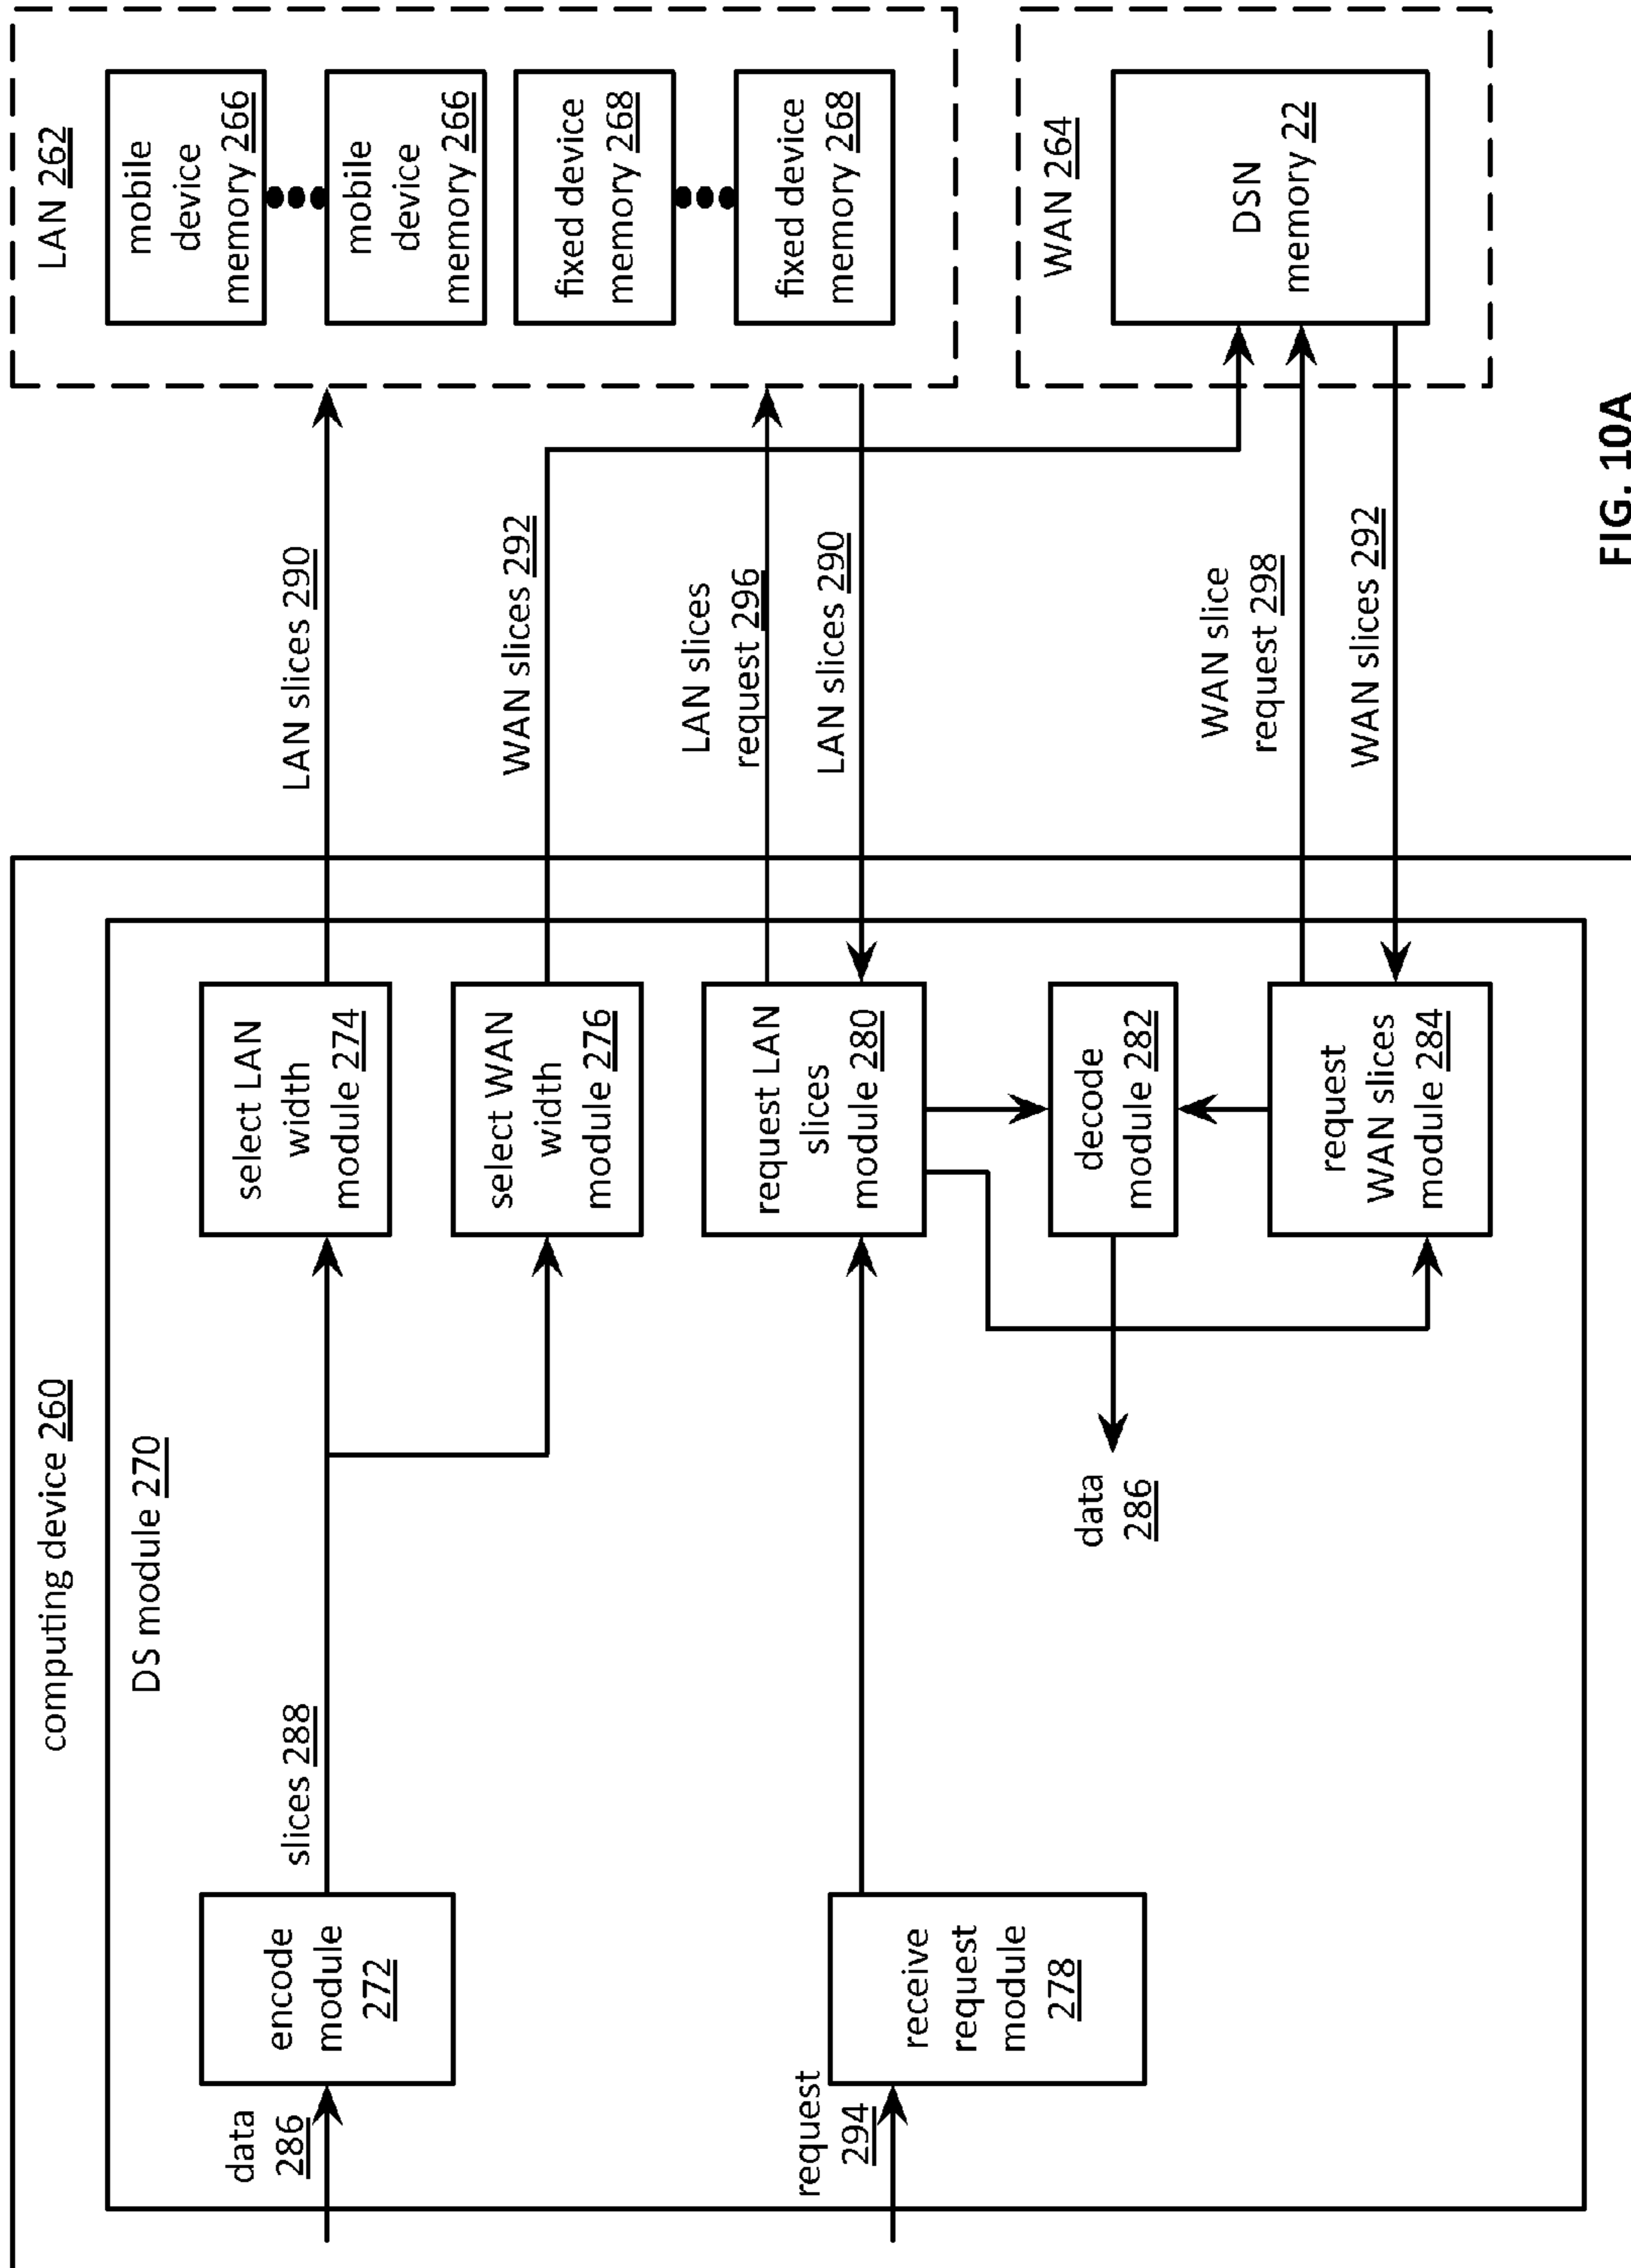 computing device 260
DS module 270
data
286
encode
module
272
slices 288
select LAN
width
module 274
select WAN
width
module 276
LAN slices 290
WAN slices 292
request
294
receive
request
module
278
request LAN
slices
module 280
decode
module 282
data
286
request
WAN slices
module 284
LAN slices
request 296
LAN slices 290
WAN slice
request 298
WAN slices 292
LAN 262
mobile
device
memory 266
mobile
device
memory 266
fixed device
memory 268
fixed device
memory 268
WAN 264
DSN
memory 22
FIG. 10A